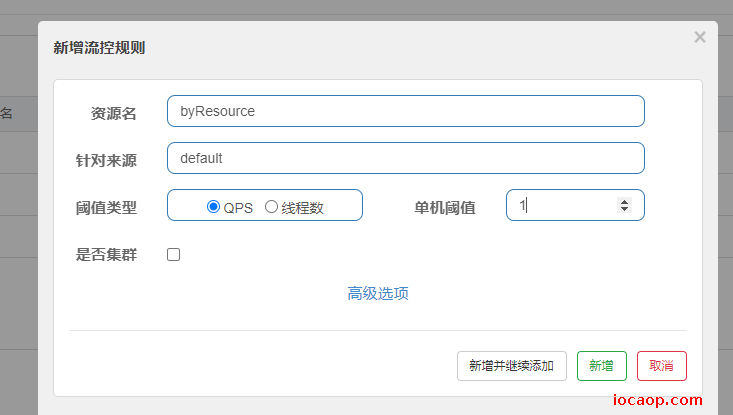 新增流控规则
×
名
资源名 byResource
针对来源 default
阈值类型 QPS 线程数 单机阈值 1
是否集群
高级选项
新增并继续添加 新增 取消
iocaop.com